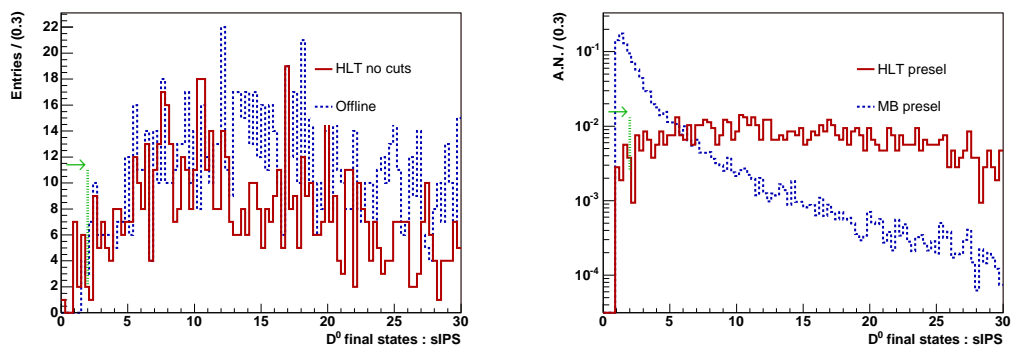 Entries / (0.3)
22
20
18
16
14
12
10
8
6
4
2
0
HLT no cuts
Offline
0 5 10 15 20 25 30
D⁰ final states : sIPS
A.N. / (0.3)
10⁻¹
10⁻²
10⁻³
10⁻⁴
HLT presel
MB presel
0 5 10 15 20 25 30
D⁰ final states : sIPS